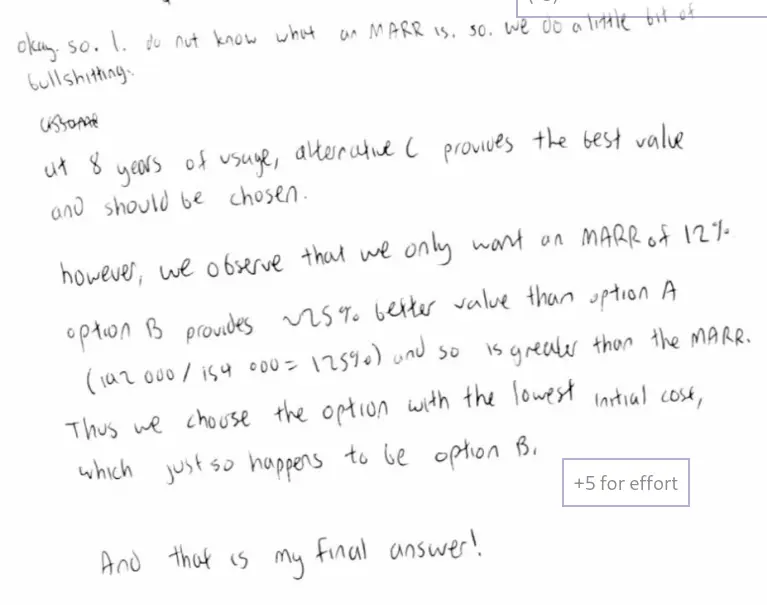 okay. so. I. do not know what an MARR is. so. we do a little bit of
bullshitting.
at 8 years of usage, alternative C provides the best value
and should be chosen.
however, we observe that we only want an MARR of 12%
option B provides ~25% better value than option A
(192 000 / 154 000 = 125%) and so is greater than the MARR.
Thus we choose the option with the lowest initial cost,
which just so happens to be option B.
+5 for effort
And that is my final answer!